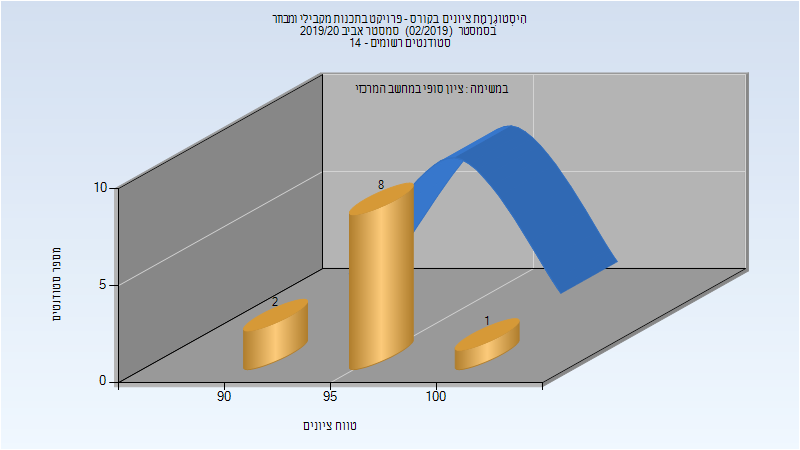 היסטוגרמת ציונים בקורס - פרויקט בתכנות מקבילי ומבוזר
בסמסטר (02/2019) סמסטר אביב 2019/20
סטודנטים רשומים - 14
במשימה : ציון סופי במחשב המרכזי
8
2
1
10
5
0
90
95
100
מספר סטודנטים
טווח ציונים